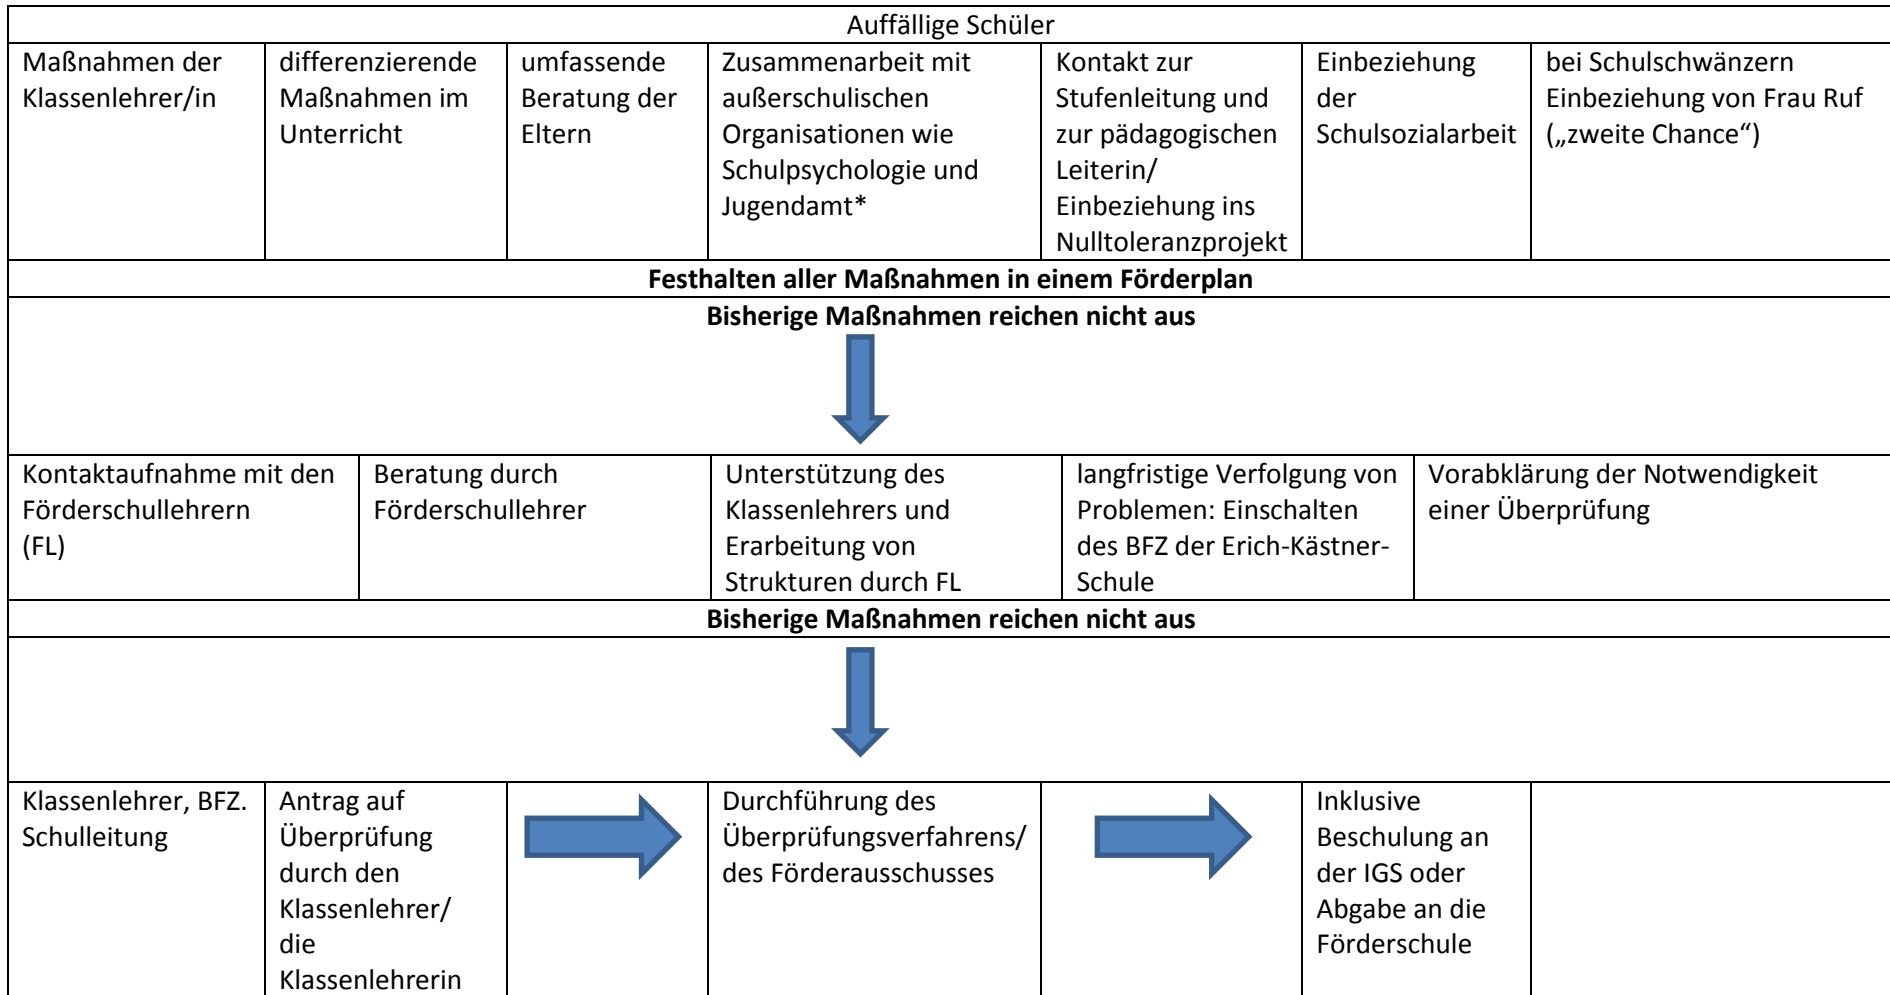 Auffällige Schüler
Maßnahmen der
Klassenlehrer/in
differenzierende
Maßnahmen im
Unterricht
umfassende
Beratung der
Eltern
Zusammenarbeit mit
außerschulischen
Organisationen wie
Schulpsychologie und
Jugendamt*
Kontakt zur
Stufenleitung und
zur pädagogischen
Leiterin/
Einbeziehung ins
Nulltoleranzprojekt
Einbeziehung
der
Schulsozialarbeit
bei Schulschwänzern
Einbeziehung von Frau Ruf
(„zweite Chance“)
Festhalten aller Maßnahmen in einem Förderplan
Bisherige Maßnahmen reichen nicht aus
Kontaktaufnahme mit den
Förderschullehrern
(FL)
Beratung durch
Förderschullehrer
Unterstützung des
Klassenlehrers und
Erarbeitung von
Strukturen durch FL
langfristige Verfolgung von
Problemen: Einschalten
des BFZ der Erich-Kästner-
Schule
Vorabklärung der Notwendigkeit
einer Überprüfung
Bisherige Maßnahmen reichen nicht aus
Klassenlehrer, BFZ.
Schulleitung
Antrag auf
Überprüfung
durch den
Klassenlehrer/
die
Klassenlehrerin
Durchführung des
Überprüfungsverfahrens/
des Förderausschusses
Inklusive
Beschulung an
der IGS oder
Abgabe an die
Förderschule